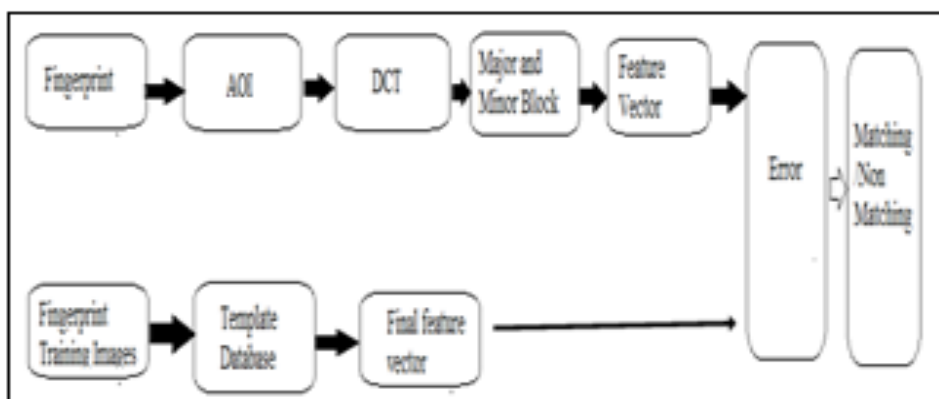 Fingerprint
AOI
DCT
Major and
Minor Block
Feature
Vector
Error
Matching
/Non
Matching
Fingerprint
Training Images
Template
Database
Final feature
vector